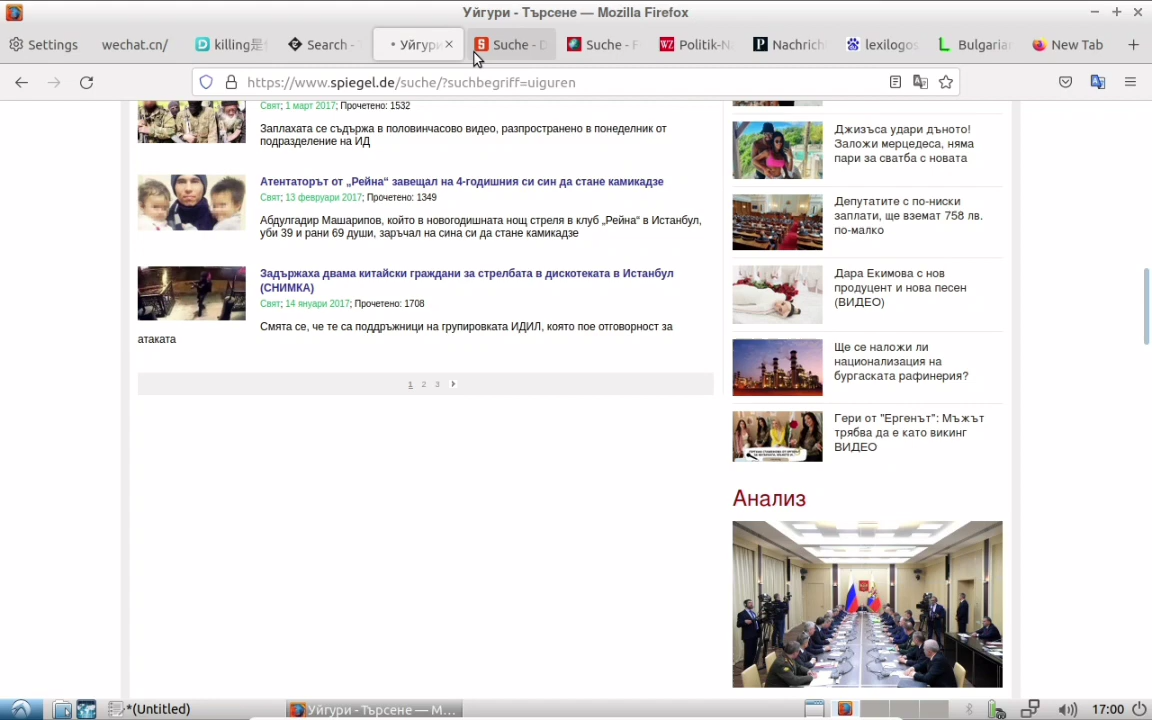 Уйгури - Търсене — Mozilla Firefox
Settings
wechat.cn/
killing是
Search -
Уйгури
Suche - D
Suche - F
Politik-N
Nachrich
lexilogos
Bulgarian
New Tab
https://www.spiegel.de/suche/?suchbegriff=uiguren
Свят; 1 март 2017; Прочетено: 1532
Заплахата се съдържа в половинчасово видео, разпространено в понеделник от
подразделение на ИД
Атентаторът от „Рейна“ завещал на 4-годишния си син да стане камикадзе
Свят; 13 февруари 2017; Прочетено: 1349
Абдулгадир Машарипов, който в новогодишната нощ стреля в клуб „Рейна“ в Истанбул,
уби 39 и рани 69 души, заръчал на сина си да стане камикадзе
Задържаха двама китайски граждани за стрелбата в дискотеката в Истанбул
(СНИМКА)
Свят; 14 януари 2017; Прочетено: 1708
Смята се, че те са поддръжници на групировката ИДИЛ, която пое отговорност за
атаката
1 2 3
Джизъса удари дъното!
Заложи мерцедеса, няма
пари за сватба с новата
Депутатите с по-ниски
заплати, ще вземат 758 лв.
по-малко
Дара Екимова с нов
продуцент и нова песен
(ВИДЕО)
Ще се наложи ли
национализация на
бургаската рафинерия?
Гери от "Ергенът": Мъжът
трябва да е като викинг
ВИДЕО
Анализ
*(Untitled)
Уйгури - Търсене — M...
17:00